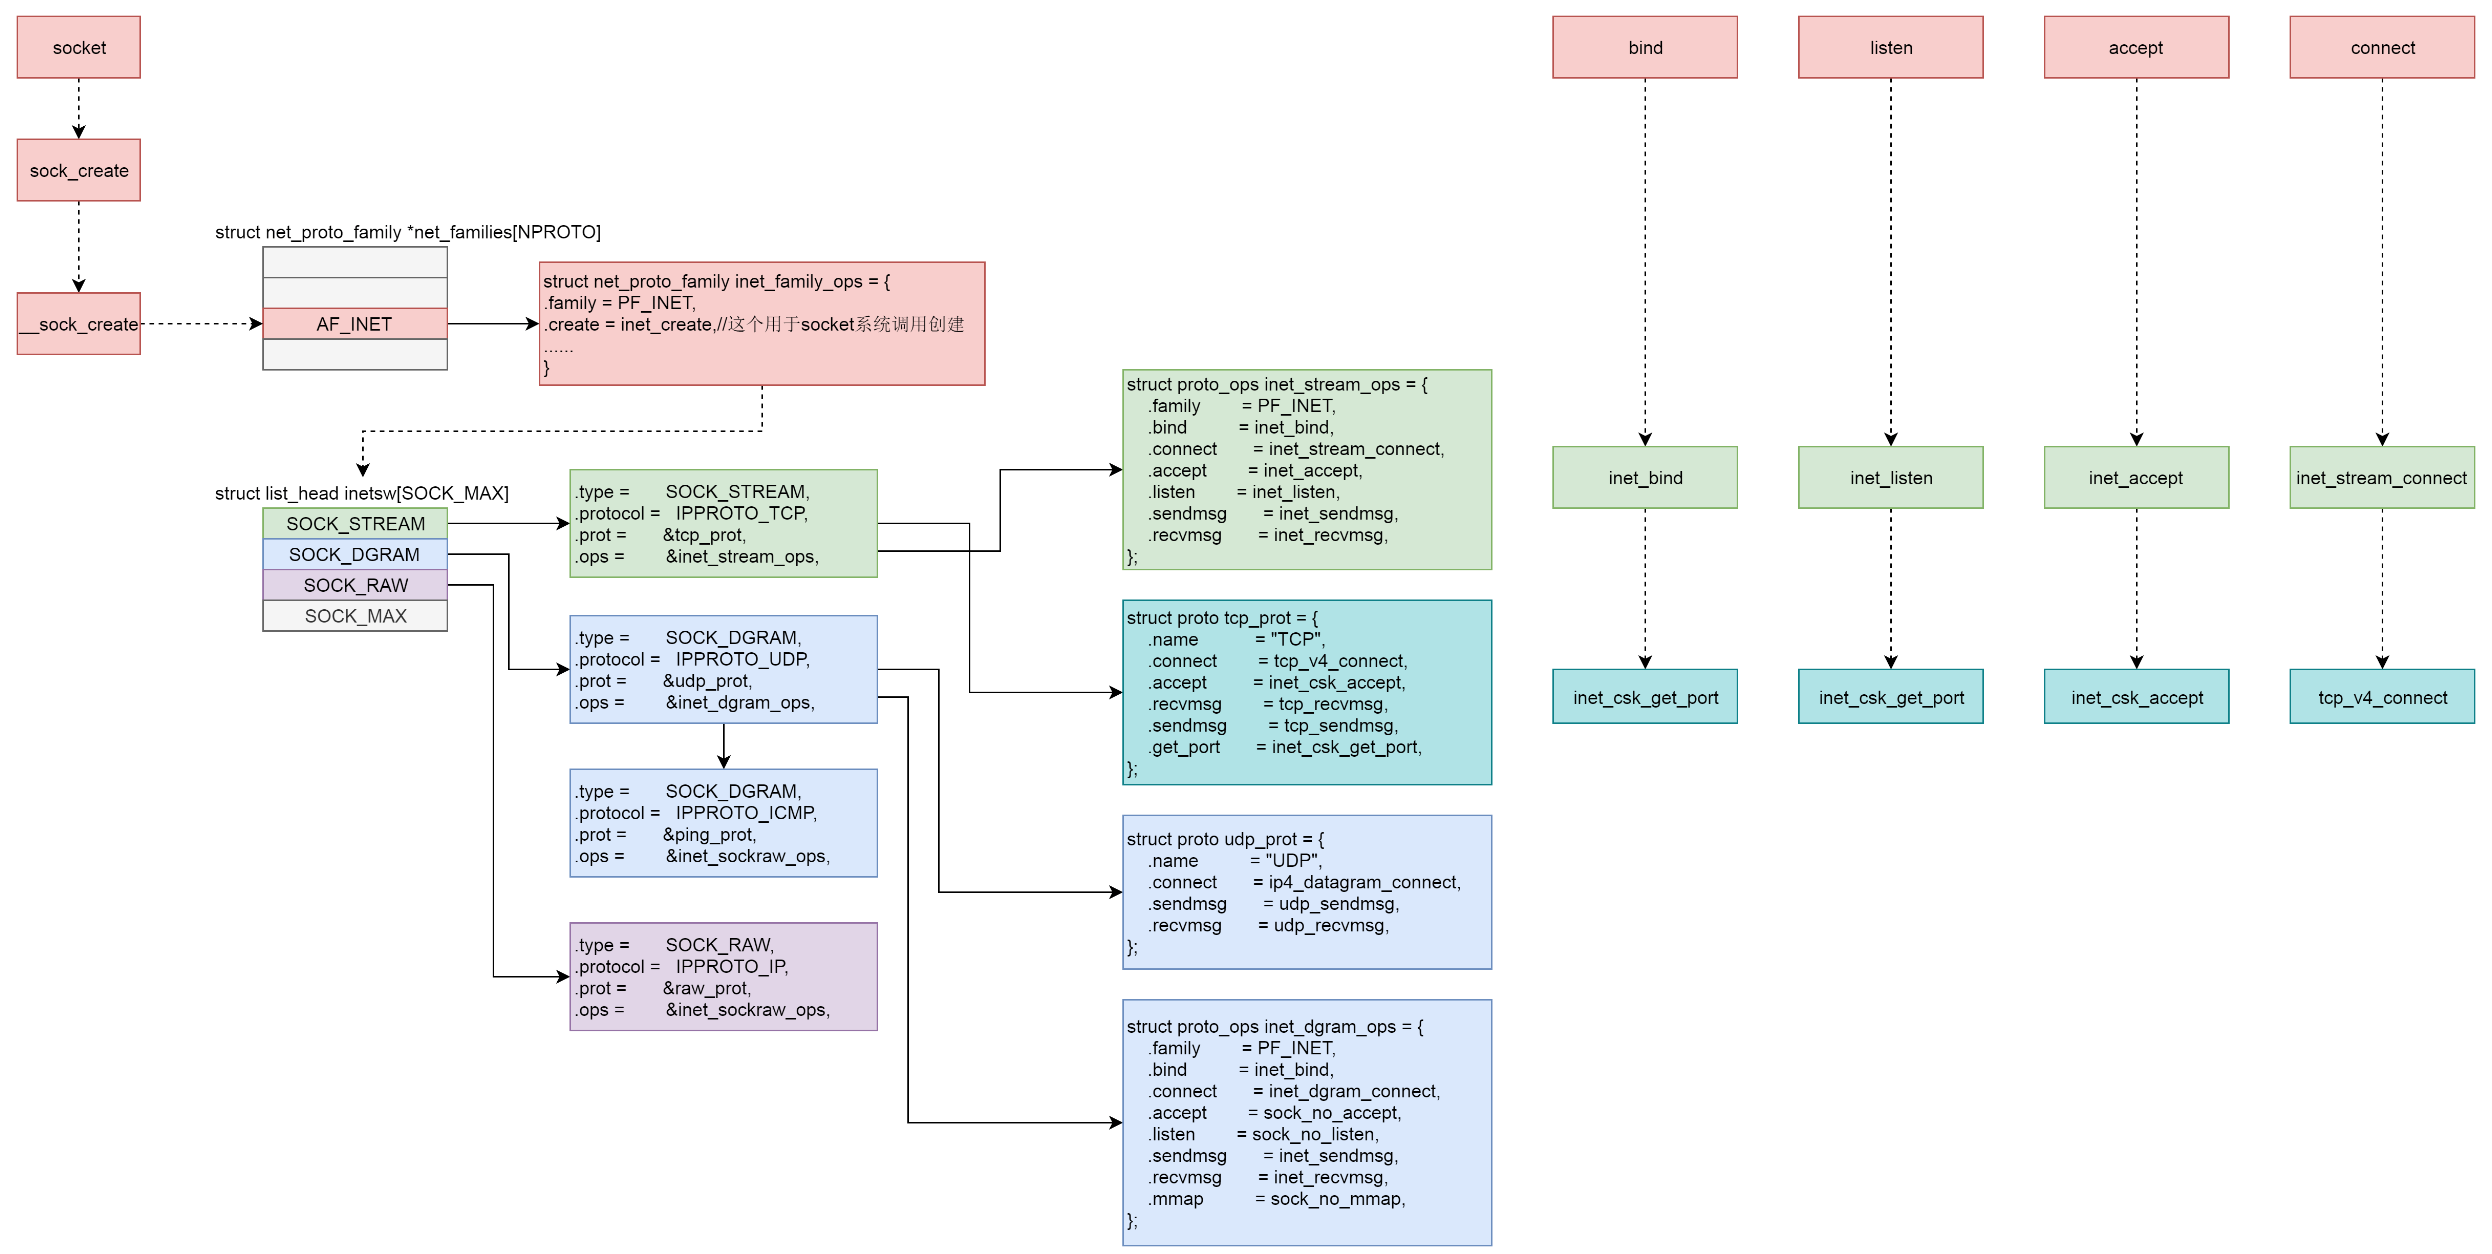 socket
sock_create
__sock_create
struct net_proto_family *net_families[NPROTO]
AF_INET
struct net_proto_family inet_family_ops = {
.family = PF_INET,
.create = inet_create,//这个用于socket系统调用创建
......
}
struct list_head inetsw[SOCK_MAX]
SOCK_STREAM
SOCK_DGRAM
SOCK_RAW
SOCK_MAX
.type = SOCK_STREAM,
.protocol = IPPROTO_TCP,
.prot = &tcp_prot,
.ops = &inet_stream_ops,
.type = SOCK_DGRAM,
.protocol = IPPROTO_UDP,
.prot = &udp_prot,
.ops = &inet_dgram_ops,
.type = SOCK_DGRAM,
.protocol = IPPROTO_ICMP,
.prot = &ping_prot,
.ops = &inet_sockraw_ops,
.type = SOCK_RAW,
.protocol = IPPROTO_IP,
.prot = &raw_prot,
.ops = &inet_sockraw_ops,
struct proto_ops inet_stream_ops = {
.family = PF_INET,
.bind = inet_bind,
.connect = inet_stream_connect,
.accept = inet_accept,
.listen = inet_listen,
.sendmsg = inet_sendmsg,
.recvmsg = inet_recvmsg,
};
struct proto tcp_prot = {
.name = "TCP",
.connect = tcp_v4_connect,
.accept = inet_csk_accept,
.recvmsg = tcp_recvmsg,
.sendmsg = tcp_sendmsg,
.get_port = inet_csk_get_port,
};
struct proto udp_prot = {
.name = "UDP",
.connect = ip4_datagram_connect,
.sendmsg = udp_sendmsg,
.recvmsg = udp_recvmsg,
};
struct proto_ops inet_dgram_ops = {
.family = PF_INET,
.bind = inet_bind,
.connect = inet_dgram_connect,
.accept = sock_no_accept,
.listen = sock_no_listen,
.sendmsg = inet_sendmsg,
.recvmsg = inet_recvmsg,
.mmap = sock_no_mmap,
};
bind
inet_bind
inet_csk_get_port
listen
inet_listen
inet_csk_get_port
accept
inet_accept
inet_csk_accept
connect
inet_stream_connect
tcp_v4_connect